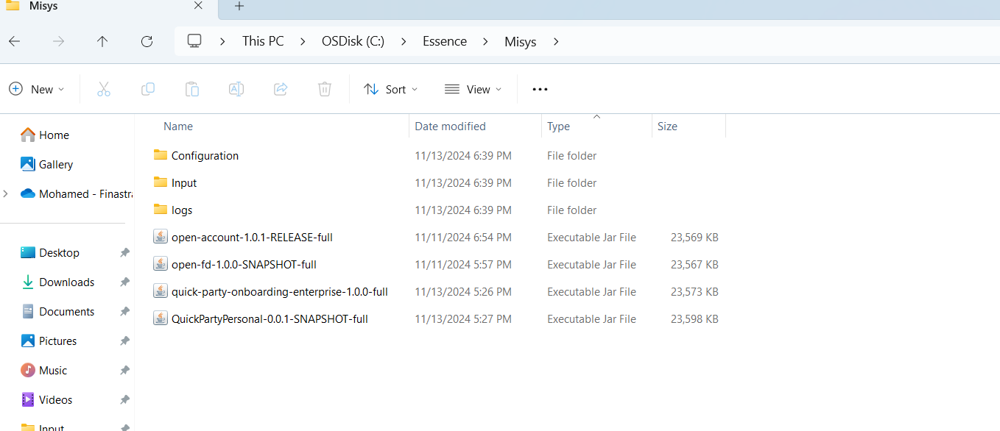 Misys
This PC > OSDisk (C:) > Essence > Misys >
New Sort View
Name Date modified Type Size
Home
Gallery
Mohamed - Finastra
Desktop
Downloads
Documents
Pictures
Music
Videos
Input
Configuration 11/13/2024 6:39 PM File folder
Input 11/13/2024 6:39 PM File folder
logs 11/13/2024 6:39 PM File folder
open-account-1.0.1-RELEASE-full 11/11/2024 6:54 PM Executable Jar File 23,569 KB
open-fd-1.0.0-SNAPSHOT-full 11/11/2024 5:57 PM Executable Jar File 23,567 KB
quick-party-onboarding-enterprise-1.0.0-full 11/13/2024 5:26 PM Executable Jar File 23,573 KB
QuickPartyPersonal-0.0.1-SNAPSHOT-full 11/13/2024 5:27 PM Executable Jar File 23,598 KB